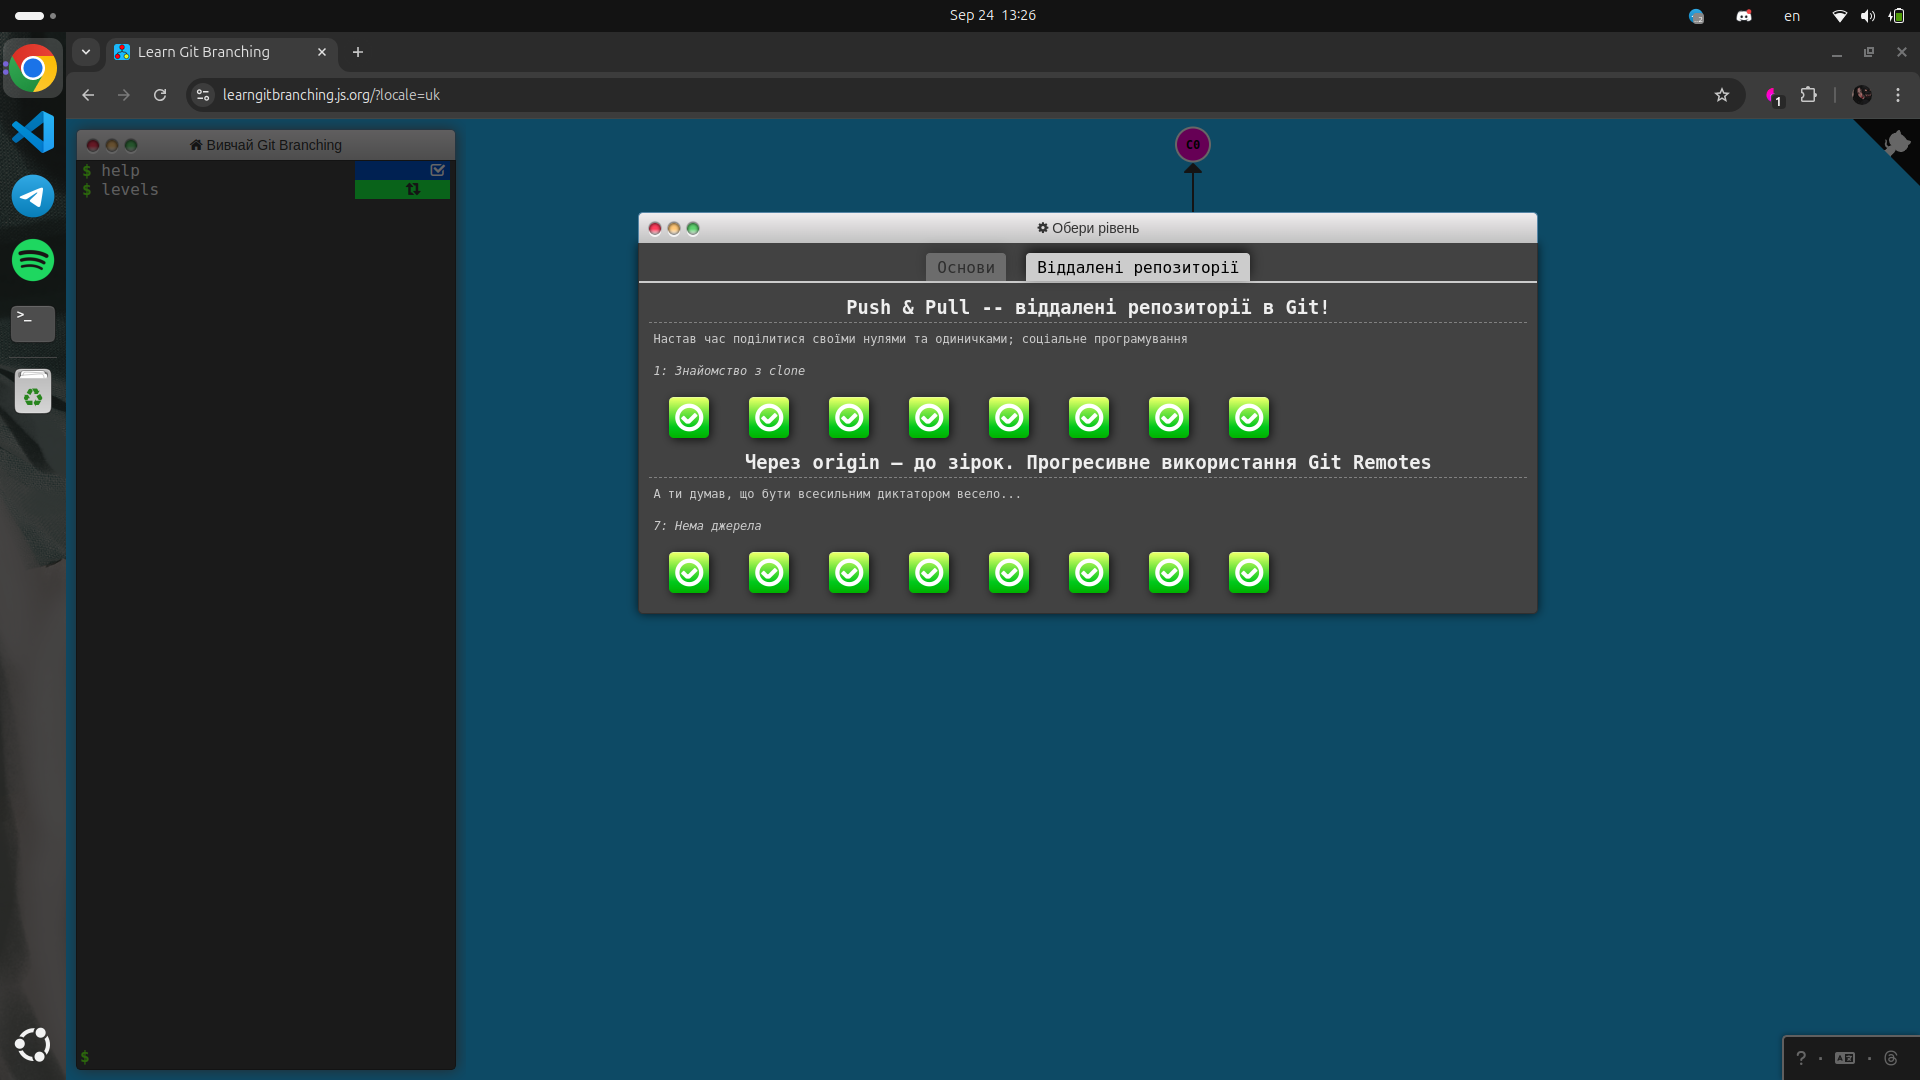 Sep 24 13:26
en
Learn Git Branching
learngitbranching.js.org/?locale=uk
1
Вивчай Git Branching
$ help
$ levels
C0
Обери рівень
Основи
Віддалені репозиторії
Push & Pull -- віддалені репозиторії в Git!
Настав час поділитися своїми нулями та одиничками; соціальне програмування
1: Знайомство з clone
Через origin – до зірок. Прогресивне використання Git Remotes
А ти думав, що бути всесильним диктатором весело...
7: Нема джерела
$
?